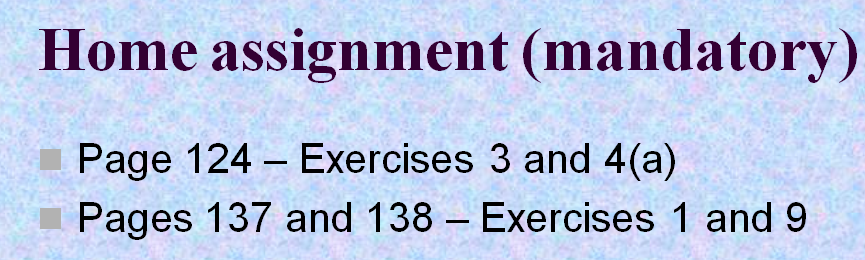 Home assignment (mandatory)
Page 124 – Exercises 3 and 4(a)
Pages 137 and 138 – Exercises 1 and 9